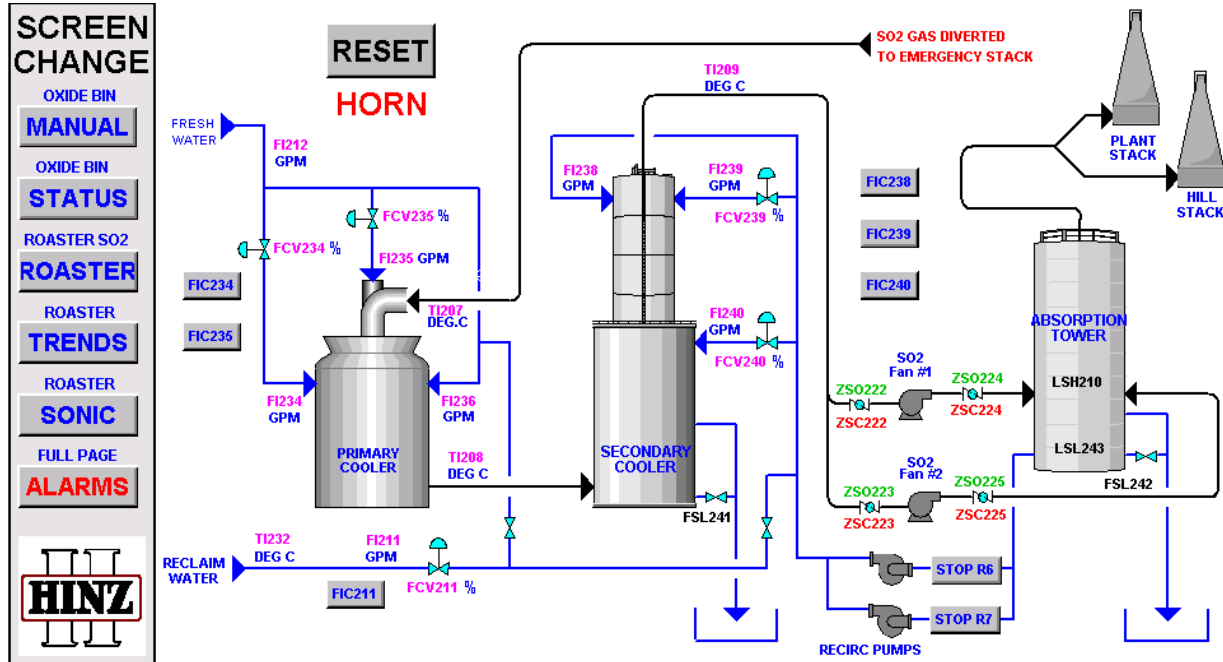 SCREEN
CHANGE
OXIDE BIN
MANUAL
OXIDE BIN
STATUS
ROASTER SO2
ROASTER
ROASTER
TRENDS
ROASTER
SONIC
FULL PAGE
ALARMS
HINZ
RESET
HORN
SO2 GAS DIVERTED
TO EMERGENCY STACK
TI209
DEG C
PLANT
STACK
HILL
STACK
FRESH
WATER
FI212
GPM
FI238
GPM
FI239
GPM
FCV239 %
FIC238
FIC239
FIC240
FCV235 %
FCV234 %
FI235 GPM
FIC234
FIC235
TI207
DEG.C
FI240
GPM
FCV240 %
ABSORPTION
TOWER
LSH210
LSL243
FSL242
SO2
Fan #1
ZSO222
ZSC222
ZSO224
ZSC224
FI234
GPM
FI236
GPM
PRIMARY
COOLER
TI208
DEG C
SECONDARY
COOLER
FSL241
SO2
Fan #2
ZSO223
ZSC223
ZSO225
ZSC225
RECLAIM
WATER
TI232
DEG C
FI211
GPM
FCV211 %
FIC211
STOP R6
STOP R7
RECIRC PUMPS